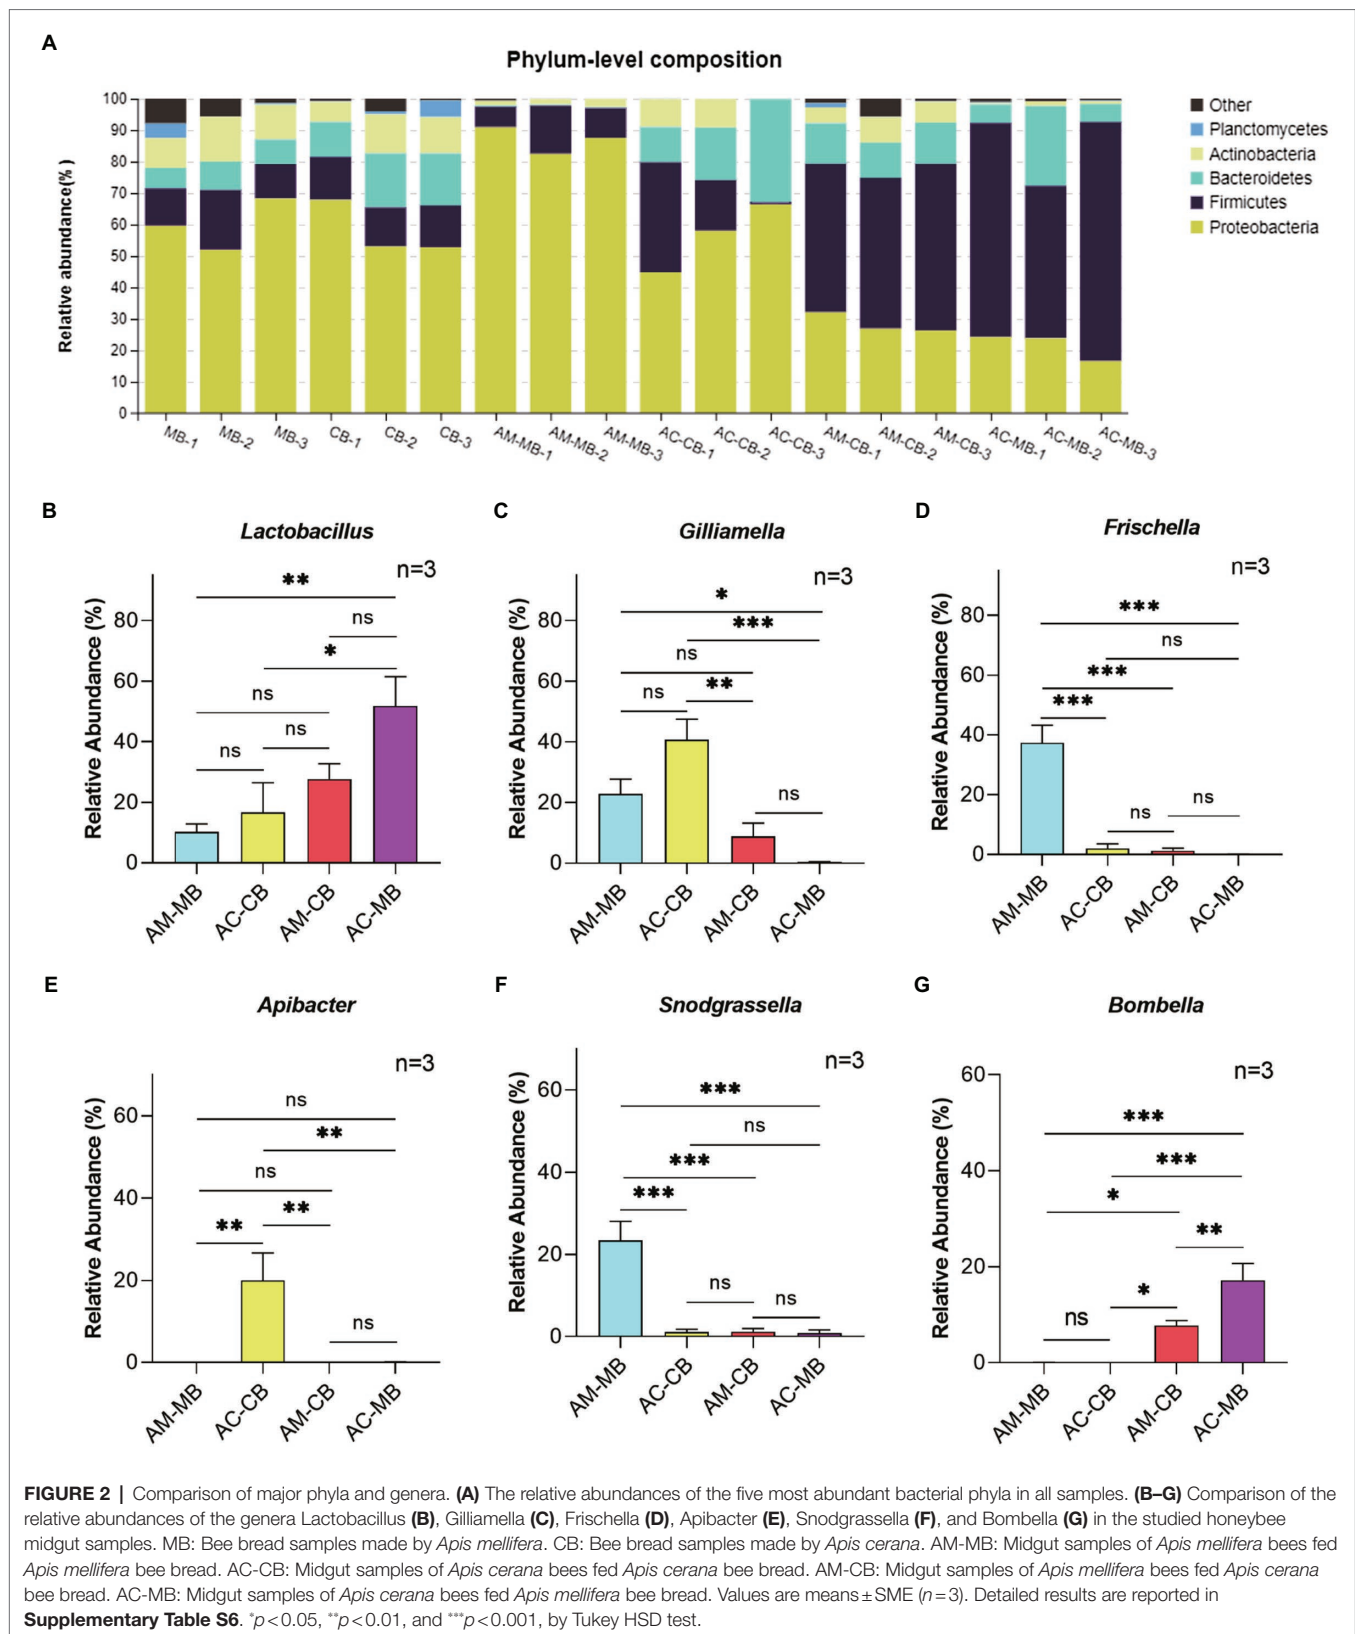 A
Phylum-level composition
Relative abundance(%)
100
90
80
70
60
50
40
30
20
10
0
MB-1 MB-2 MB-3 CB-1 CB-2 CB-3 AM-MB-1 AM-MB-2 AM-MB-3 AC-CB-1 AC-CB-2 AC-CB-3 AM-CB-1 AM-CB-2 AM-CB-3 AC-MB-1 AC-MB-2 AC-MB-3
Other
Planctomycetes
Actinobacteria
Bacteroidetes
Firmicutes
Proteobacteria
B
Lactobacillus
n=3
Relative Abundance (%)
80
60
40
20
0
**
ns
*
ns
ns
ns
AM-MB AC-CB AM-CB AC-MB
C
Gilliamella
n=3
Relative Abundance (%)
80
60
40
20
0
*
***
ns
**
ns
ns
AM-MB AC-CB AM-CB AC-MB
D
Frischella
n=3
Relative Abundance (%)
80
60
40
20
0
***
ns
***
***
ns
ns
AM-MB AC-CB AM-CB AC-MB
E
Apibacter
n=3
Relative Abundance (%)
60
40
20
0
ns
**
ns
**
**
ns
AM-MB AC-CB AM-CB AC-MB
F
Snodgrassella
n=3
Relative Abundance (%)
60
40
20
0
***
ns
***
***
ns
ns
AM-MB AC-CB AM-CB AC-MB
G
Bombella
n=3
Relative Abundance (%)
60
40
20
0
***
***
*
**
*
ns
AM-MB AC-CB AM-CB AC-MB
FIGURE 2 | Comparison of major phyla and genera. (A) The relative abundances of the five most abundant bacterial phyla in all samples. (B–G) Comparison of the
relative abundances of the genera Lactobacillus (B), Gilliamella (C), Frischella (D), Apibacter (E), Snodgrassella (F), and Bombella (G) in the studied honeybee
midgut samples. MB: Bee bread samples made by Apis mellifera. CB: Bee bread samples made by Apis cerana. AM-MB: Midgut samples of Apis mellifera bees fed
Apis mellifera bee bread. AC-CB: Midgut samples of Apis cerana bees fed Apis cerana bee bread. AM-CB: Midgut samples of Apis mellifera bees fed Apis cerana
bee bread. AC-MB: Midgut samples of Apis cerana bees fed Apis mellifera bee bread. Values are means ± SME (n = 3). Detailed results are reported in
Supplementary Table S6. *p < 0.05, **p < 0.01, and ***p < 0.001, by Tukey HSD test.